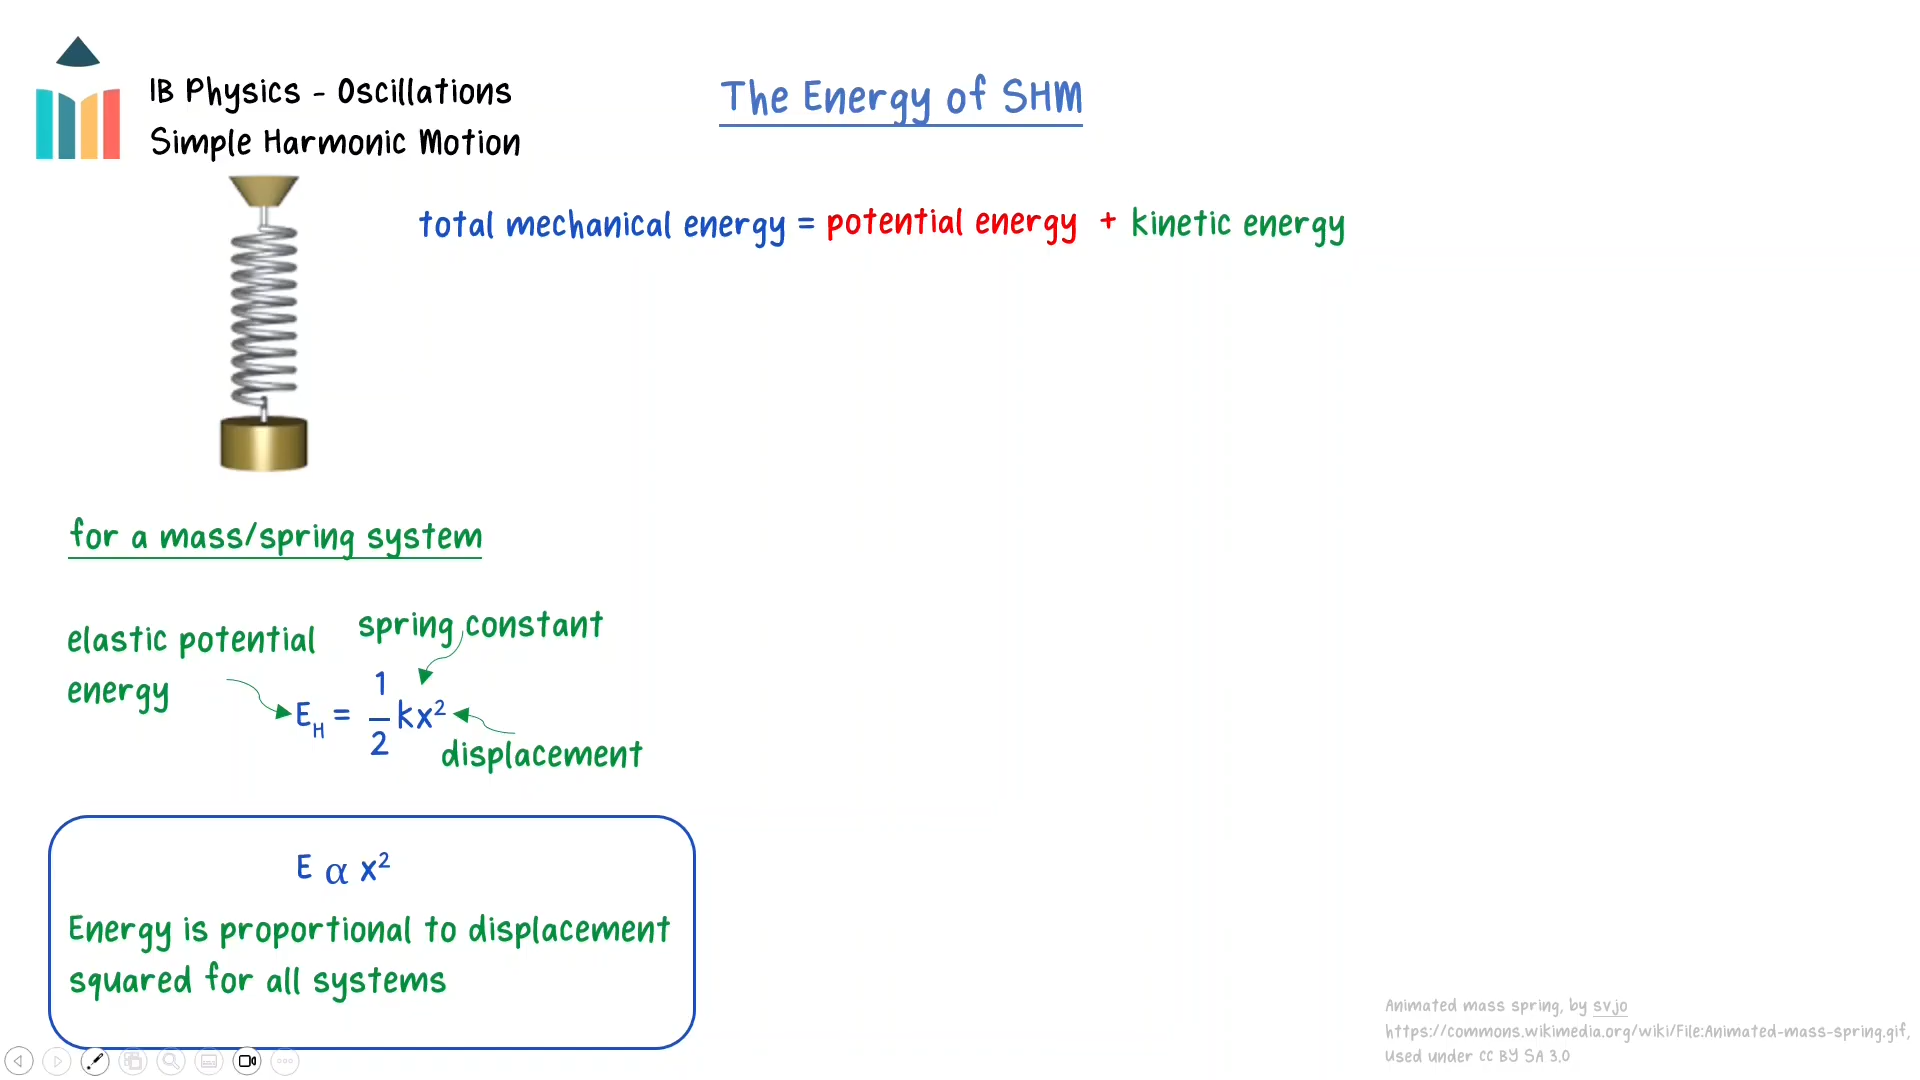 IB Physics - Oscillations
Simple Harmonic Motion
The Energy of SHM
total mechanical energy = potential energy + kinetic energy
for a mass/spring system
elastic potential
energy
spring constant
E_H = 1/2 kx²
displacement
E α x²
Energy is proportional to displacement
squared for all systems
Animated mass spring, by svjo
https://commons.wikimedia.org/wiki/File:Animated-mass-spring.gif,
Used under CC BY SA 3.0